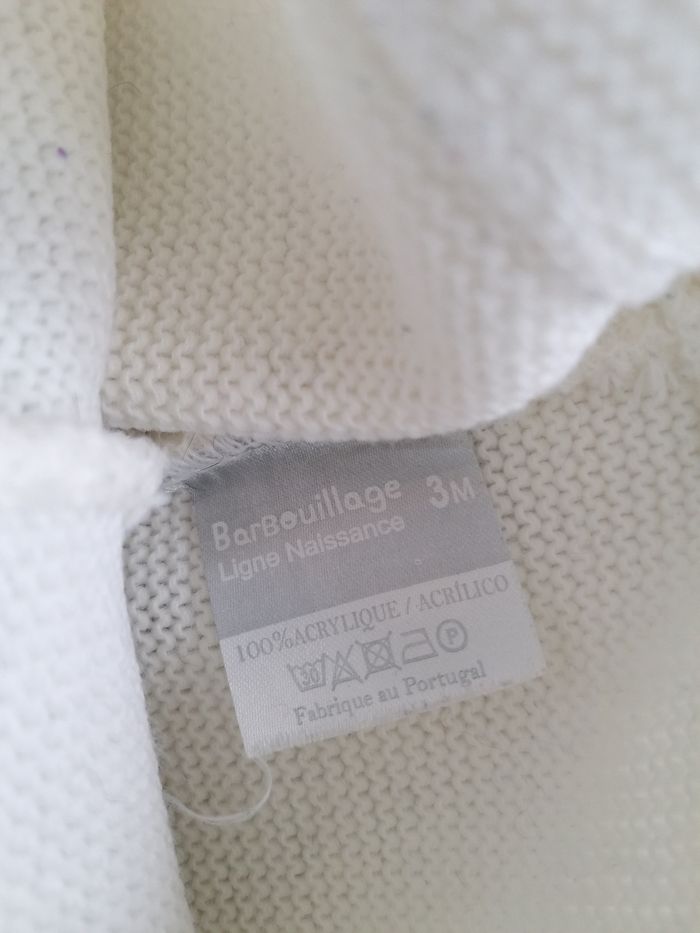 Barbouillage 3M
Ligne Naissance
100%ACRYLIQUE / ACRÍLICO
30 P
Fabrique au Portugal